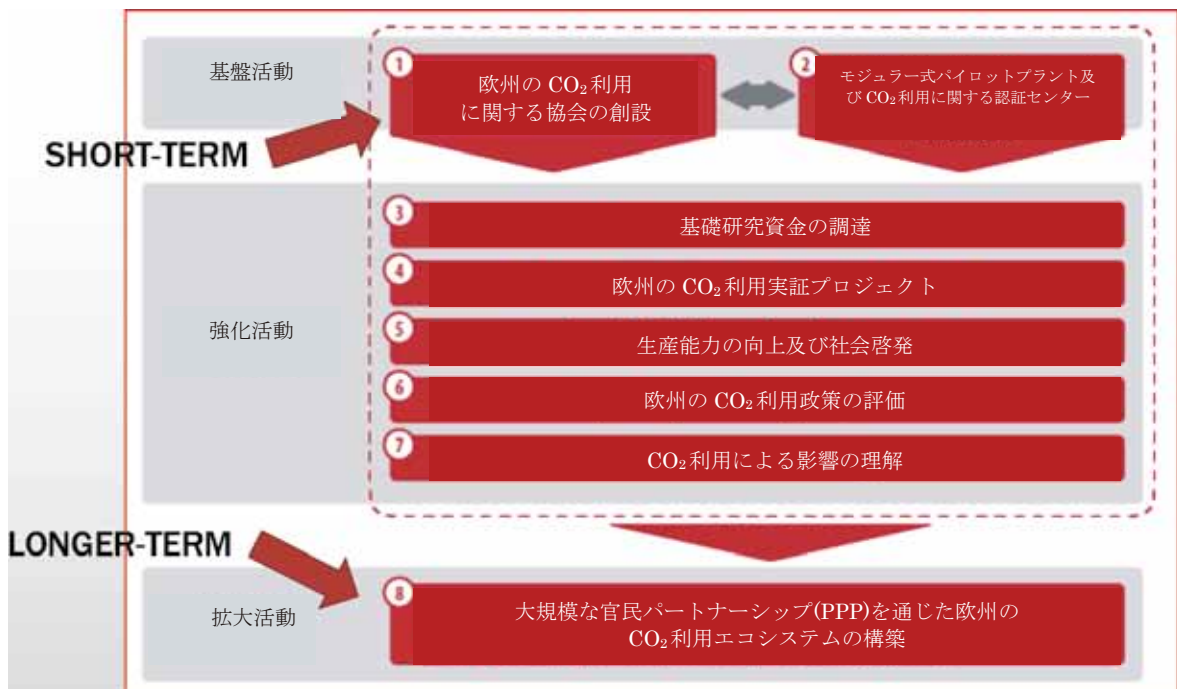 基盤活動
1
欧州の CO₂利用
に関する協会の創設
2
モジュラー式パイロットプラント及
び CO₂利用に関する認証センター
SHORT-TERM
強化活動
3
基礎研究資金の調達
4
欧州の CO₂利用実証プロジェクト
5
生産能力の向上及び社会啓発
6
欧州の CO₂利用政策の評価
7
CO₂利用による影響の理解
LONGER-TERM
拡大活動
8
大規模な官民パートナーシップ(PPP)を通じた欧州の
CO₂利用エコシステムの構築